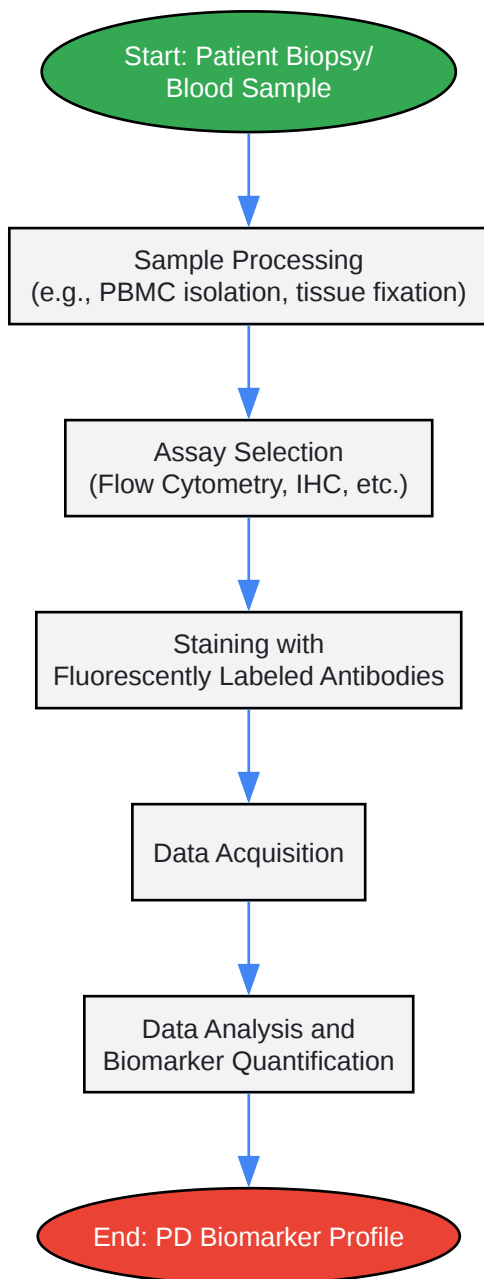 Start: Patient Biopsy/
Blood Sample
Sample Processing
(e.g., PBMC isolation, tissue fixation)
Assay Selection
(Flow Cytometry, IHC, etc.)
Staining with
Fluorescently Labeled Antibodies
Data Acquisition
Data Analysis and
Biomarker Quantification
End: PD Biomarker Profile